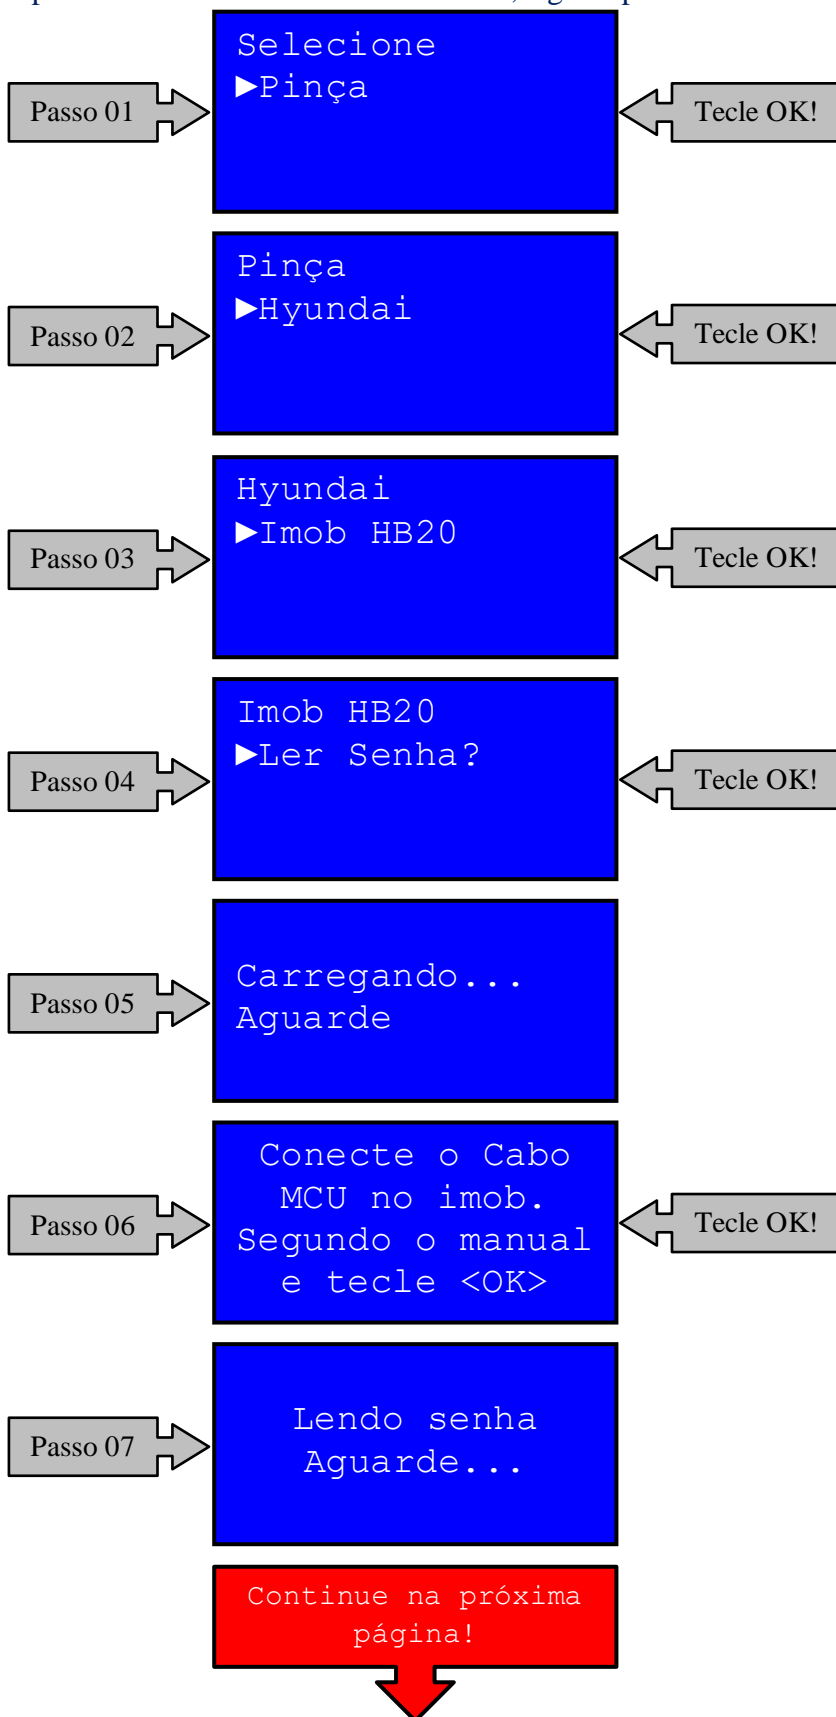 Selecione
►Pinça
Passo 01
Tecle OK!
Pinça
►Hyundai
Passo 02
Tecle OK!
Hyundai
►Imob HB20
Passo 03
Tecle OK!
Imob HB20
►Ler Senha?
Passo 04
Tecle OK!
Carregando...
Aguarde
Passo 05
Conecte o Cabo
MCU no imob.
Segundo o manual
e tecle <OK>
Passo 06
Tecle OK!
Lendo senha
Aguarde...
Passo 07
Continue na próxima
página!